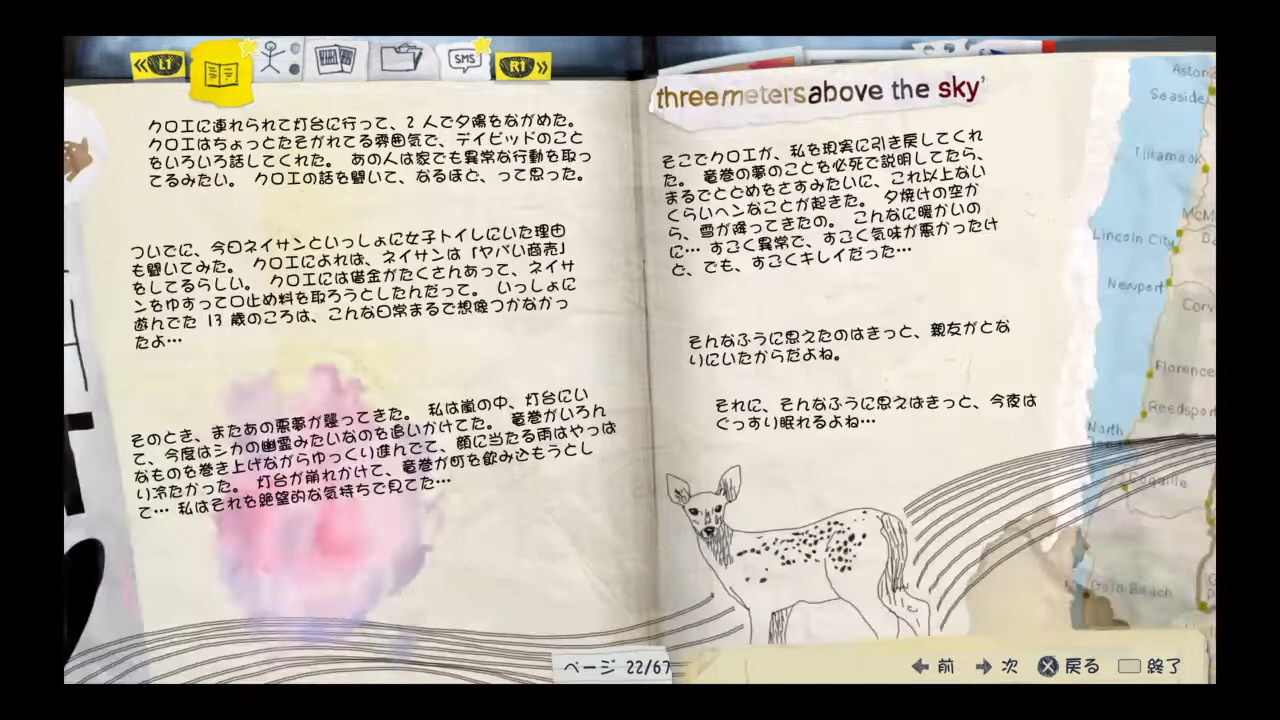 L1
SMS
R1
クロエに連れられて灯台に行って、2人で夕陽をながめた。
クロエはちょっとたそがれてる雰囲気で、デイビッドのこと
をいろいろ話してくれた。 あの人は家でも異常な行動を取っ
てるみたい。 クロエの話を聞いて、なるほど、って思った。
ついでに、今日ネイサンといっしょに女子トイレにいた理由
も聞いてみた。 クロエによれば、ネイサンは「ヤバい商売」
をしてるらしい。 クロエには借金がたくさんあって、ネイサ
ンをゆすって口止め料を取ろうとしたんだって。 いっしょに
遊んでた 13 歳のころは、こんな日常まるで想像つかなかっ
たよ…
そのとき、またあの悪夢が襲ってきた。 私は嵐の中、灯台にい
て、今度はシカの幽霊みたいなのを追いかけてた。 竜巻がいろん
なものを巻き上げながらゆっくり進んでて、顔に当たる雨はやっぱ
り冷たかった。 灯台が崩れかけて、竜巻が町を飲み込もうとし
て… 私はそれを絶望的な気持ちで見てた…
three meters above the sky'
そこでクロエが、私を現実に引き戻してくれ
た。 竜巻の夢のことを必死で説明してたら、
まるでとどめをさすみたいに、これ以上ない
くらいヘンなことが起きた。 夕焼けの空か
ら、雪が降ってきたの。 こんなに暖かいの
に… すごく異常で、すごく気味が悪かったけ
ど、でも、すごくキレイだった…
そんなふうに思えたのはきっと、親友がとな
りにいたからだよね。
それに、そんなふうに思えばきっと、今夜は
ぐっすり眠れるよね…
Seaside
Tillamook
McM
Lincoln City
Newport
Corv
Florence
Reedsport
North
Coquille
Gold Beach
ページ 22/67
前 次 戻る 終了